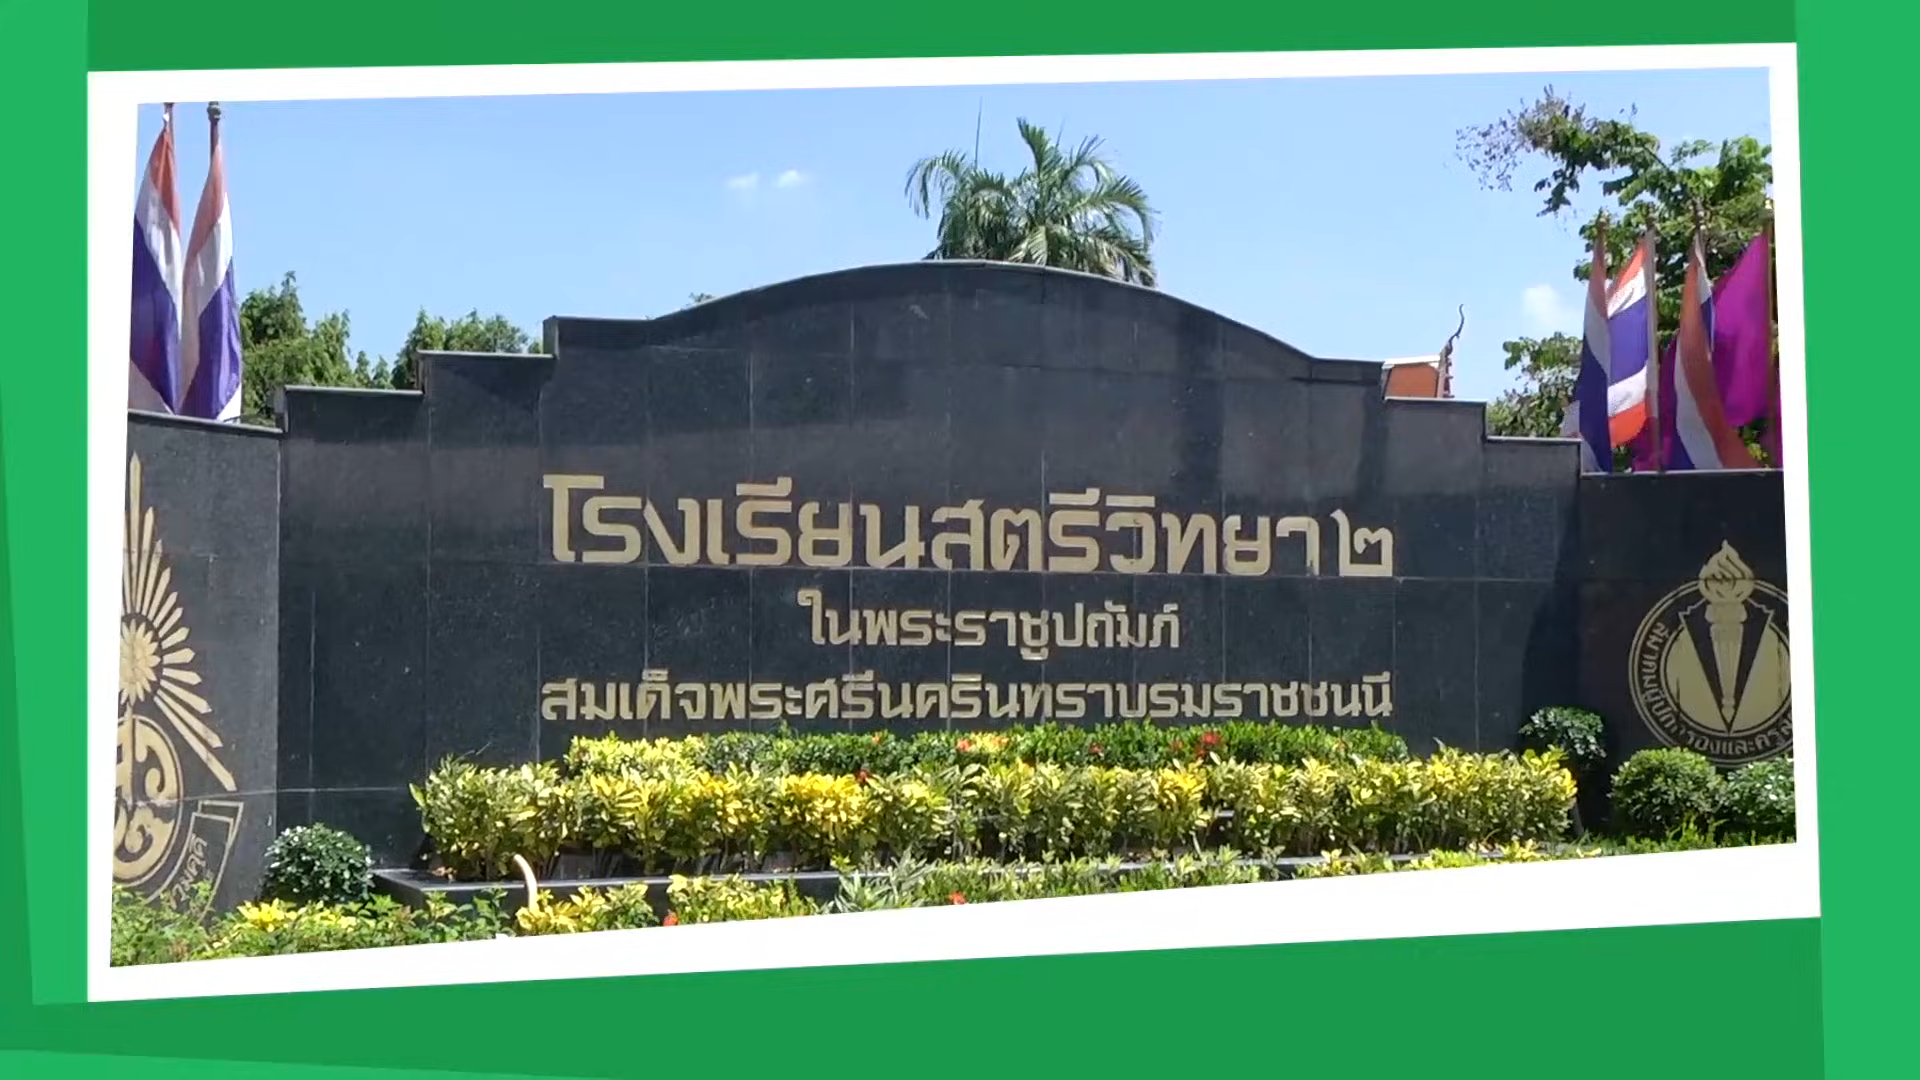 โรงเรียนสตรีวิทยา ๒
ในพระราชูปถัมภ์
สมเด็จพระศรีนครินทราบรมราชชนนี